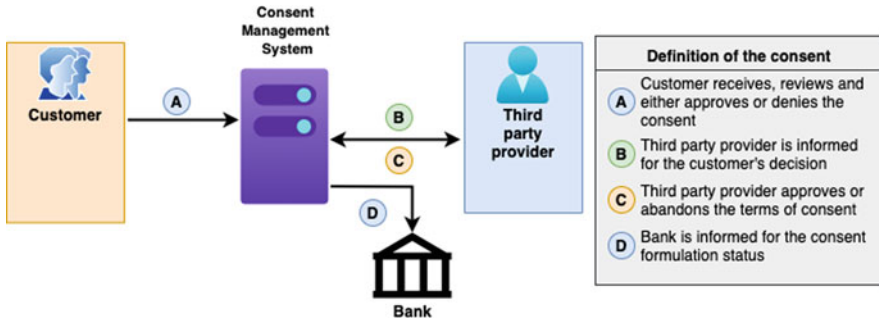 Consent
Management
System
Customer
A
B
C
D
Third
party
provider
Bank
Definition of the consent
A Customer receives, reviews and
either approves or denies the
consent
B Third party provider is informed
for the customer's decision
C Third party provider approves or
abandons the terms of consent
D Bank is informed for the consent
formulation status